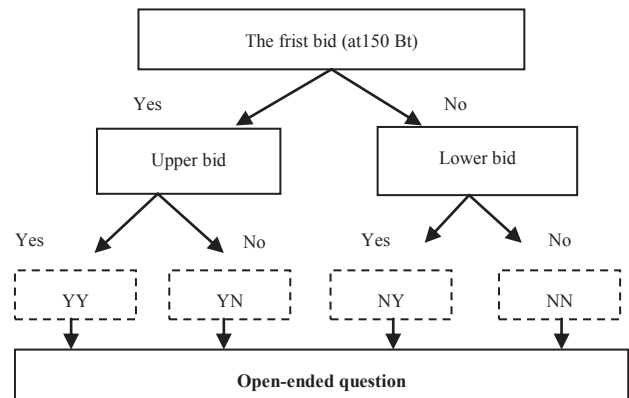 The frist bid (at150 Bt)
Yes
No
Upper bid
Lower bid
Yes
No
Yes
No
YY
YN
NY
NN
Open-ended question